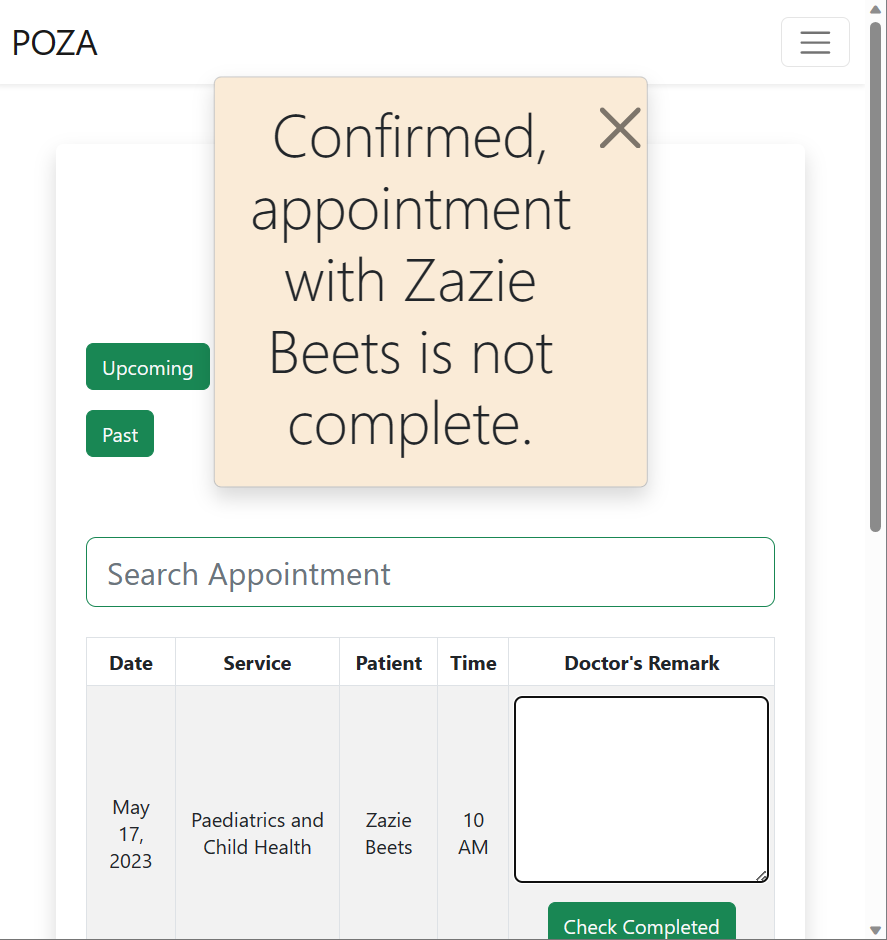 POZA
Confirmed,
appointment
with Zazie
Beets is not
complete.
Upcoming
Past
Search Appointment
Date Service Patient Time Doctor's Remark
May
17,
2023
Paediatrics and
Child Health
Zazie
Beets
10
AM
Check Completed